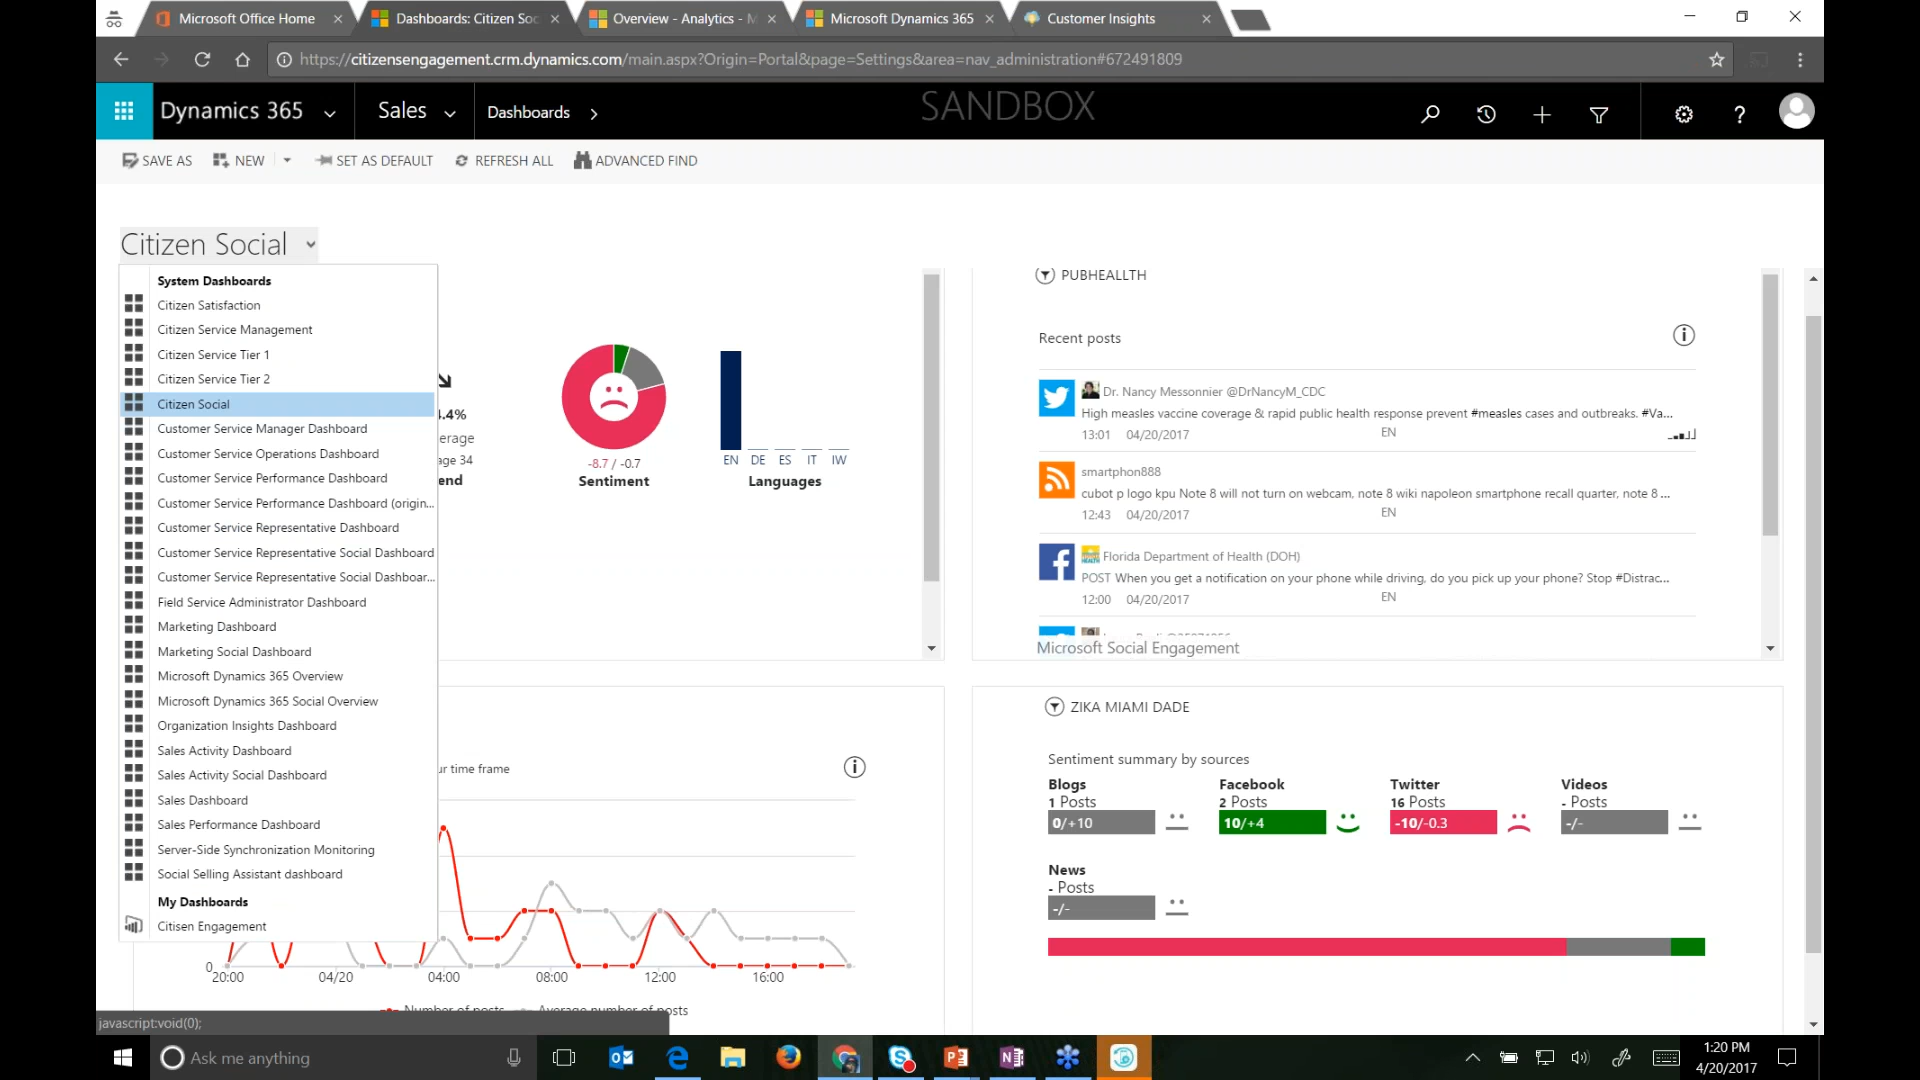 Microsoft Office Home
Dashboards: Citizen Soc
Overview - Analytics - M
Microsoft Dynamics 365
Customer Insights
https://citizensengagement.crm.dynamics.com/main.aspx?Origin=Portal&page=Settings&area=nav_administration#672491809
Dynamics 365
Sales
Dashboards
SANDBOX
SAVE AS
NEW
SET AS DEFAULT
REFRESH ALL
ADVANCED FIND
Citizen Social
System Dashboards
Citizen Satisfaction
Citizen Service Management
Citizen Service Tier 1
Citizen Service Tier 2
Citizen Social
Customer Service Manager Dashboard
Customer Service Operations Dashboard
Customer Service Performance Dashboard
Customer Service Performance Dashboard (origin...
Customer Service Representative Dashboard
Customer Service Representative Social Dashboard
Customer Service Representative Social Dashboar...
Field Service Administrator Dashboard
Marketing Dashboard
Marketing Social Dashboard
Microsoft Dynamics 365 Overview
Microsoft Dynamics 365 Social Overview
Organization Insights Dashboard
Sales Activity Dashboard
Sales Activity Social Dashboard
Sales Dashboard
Sales Performance Dashboard
Server-Side Synchronization Monitoring
Social Selling Assistant dashboard
My Dashboards
Citisen Engagement
.4%
erage
age 34
end
-8.7 / -0.7
Sentiment
EN DE ES IT IW
Languages
PUBHEALLTH
Recent posts
Dr. Nancy Messonnier @DrNancyM_CDC
High measles vaccine coverage & rapid public health response prevent #measles cases and outbreaks. #Va...
13:01 04/20/2017 EN
smartphon888
cubot p logo kpu Note 8 will not turn on webcam, note 8 wiki napoleon smartphone recall quarter, note 8 ...
12:43 04/20/2017 EN
Florida Department of Health (DOH)
POST When you get a notification on your phone while driving, do you pick up your phone? Stop #Distrac...
12:00 04/20/2017 EN
Microsoft Social Engagement
ur time frame
0
20:00 04/20 04:00 08:00 12:00 16:00
Number of posts Average number of posts
ZIKA MIAMI DADE
Sentiment summary by sources
Blogs
1 Posts
0/+10
Facebook
2 Posts
10/+4
Twitter
16 Posts
-10/-0.3
Videos
- Posts
-/-
News
- Posts
-/-
javascript:void(0);
Ask me anything
1:20 PM
4/20/2017